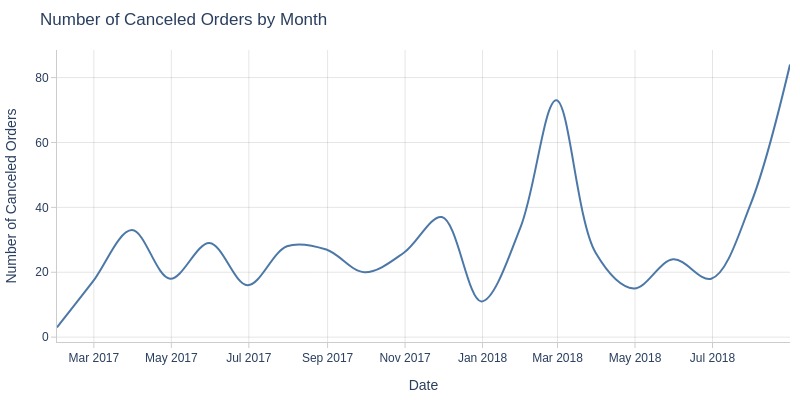 Number of Canceled Orders by Month
Number of Canceled Orders
80
60
40
20
0
Mar 2017
May 2017
Jul 2017
Sep 2017
Nov 2017
Jan 2018
Mar 2018
May 2018
Jul 2018
Date